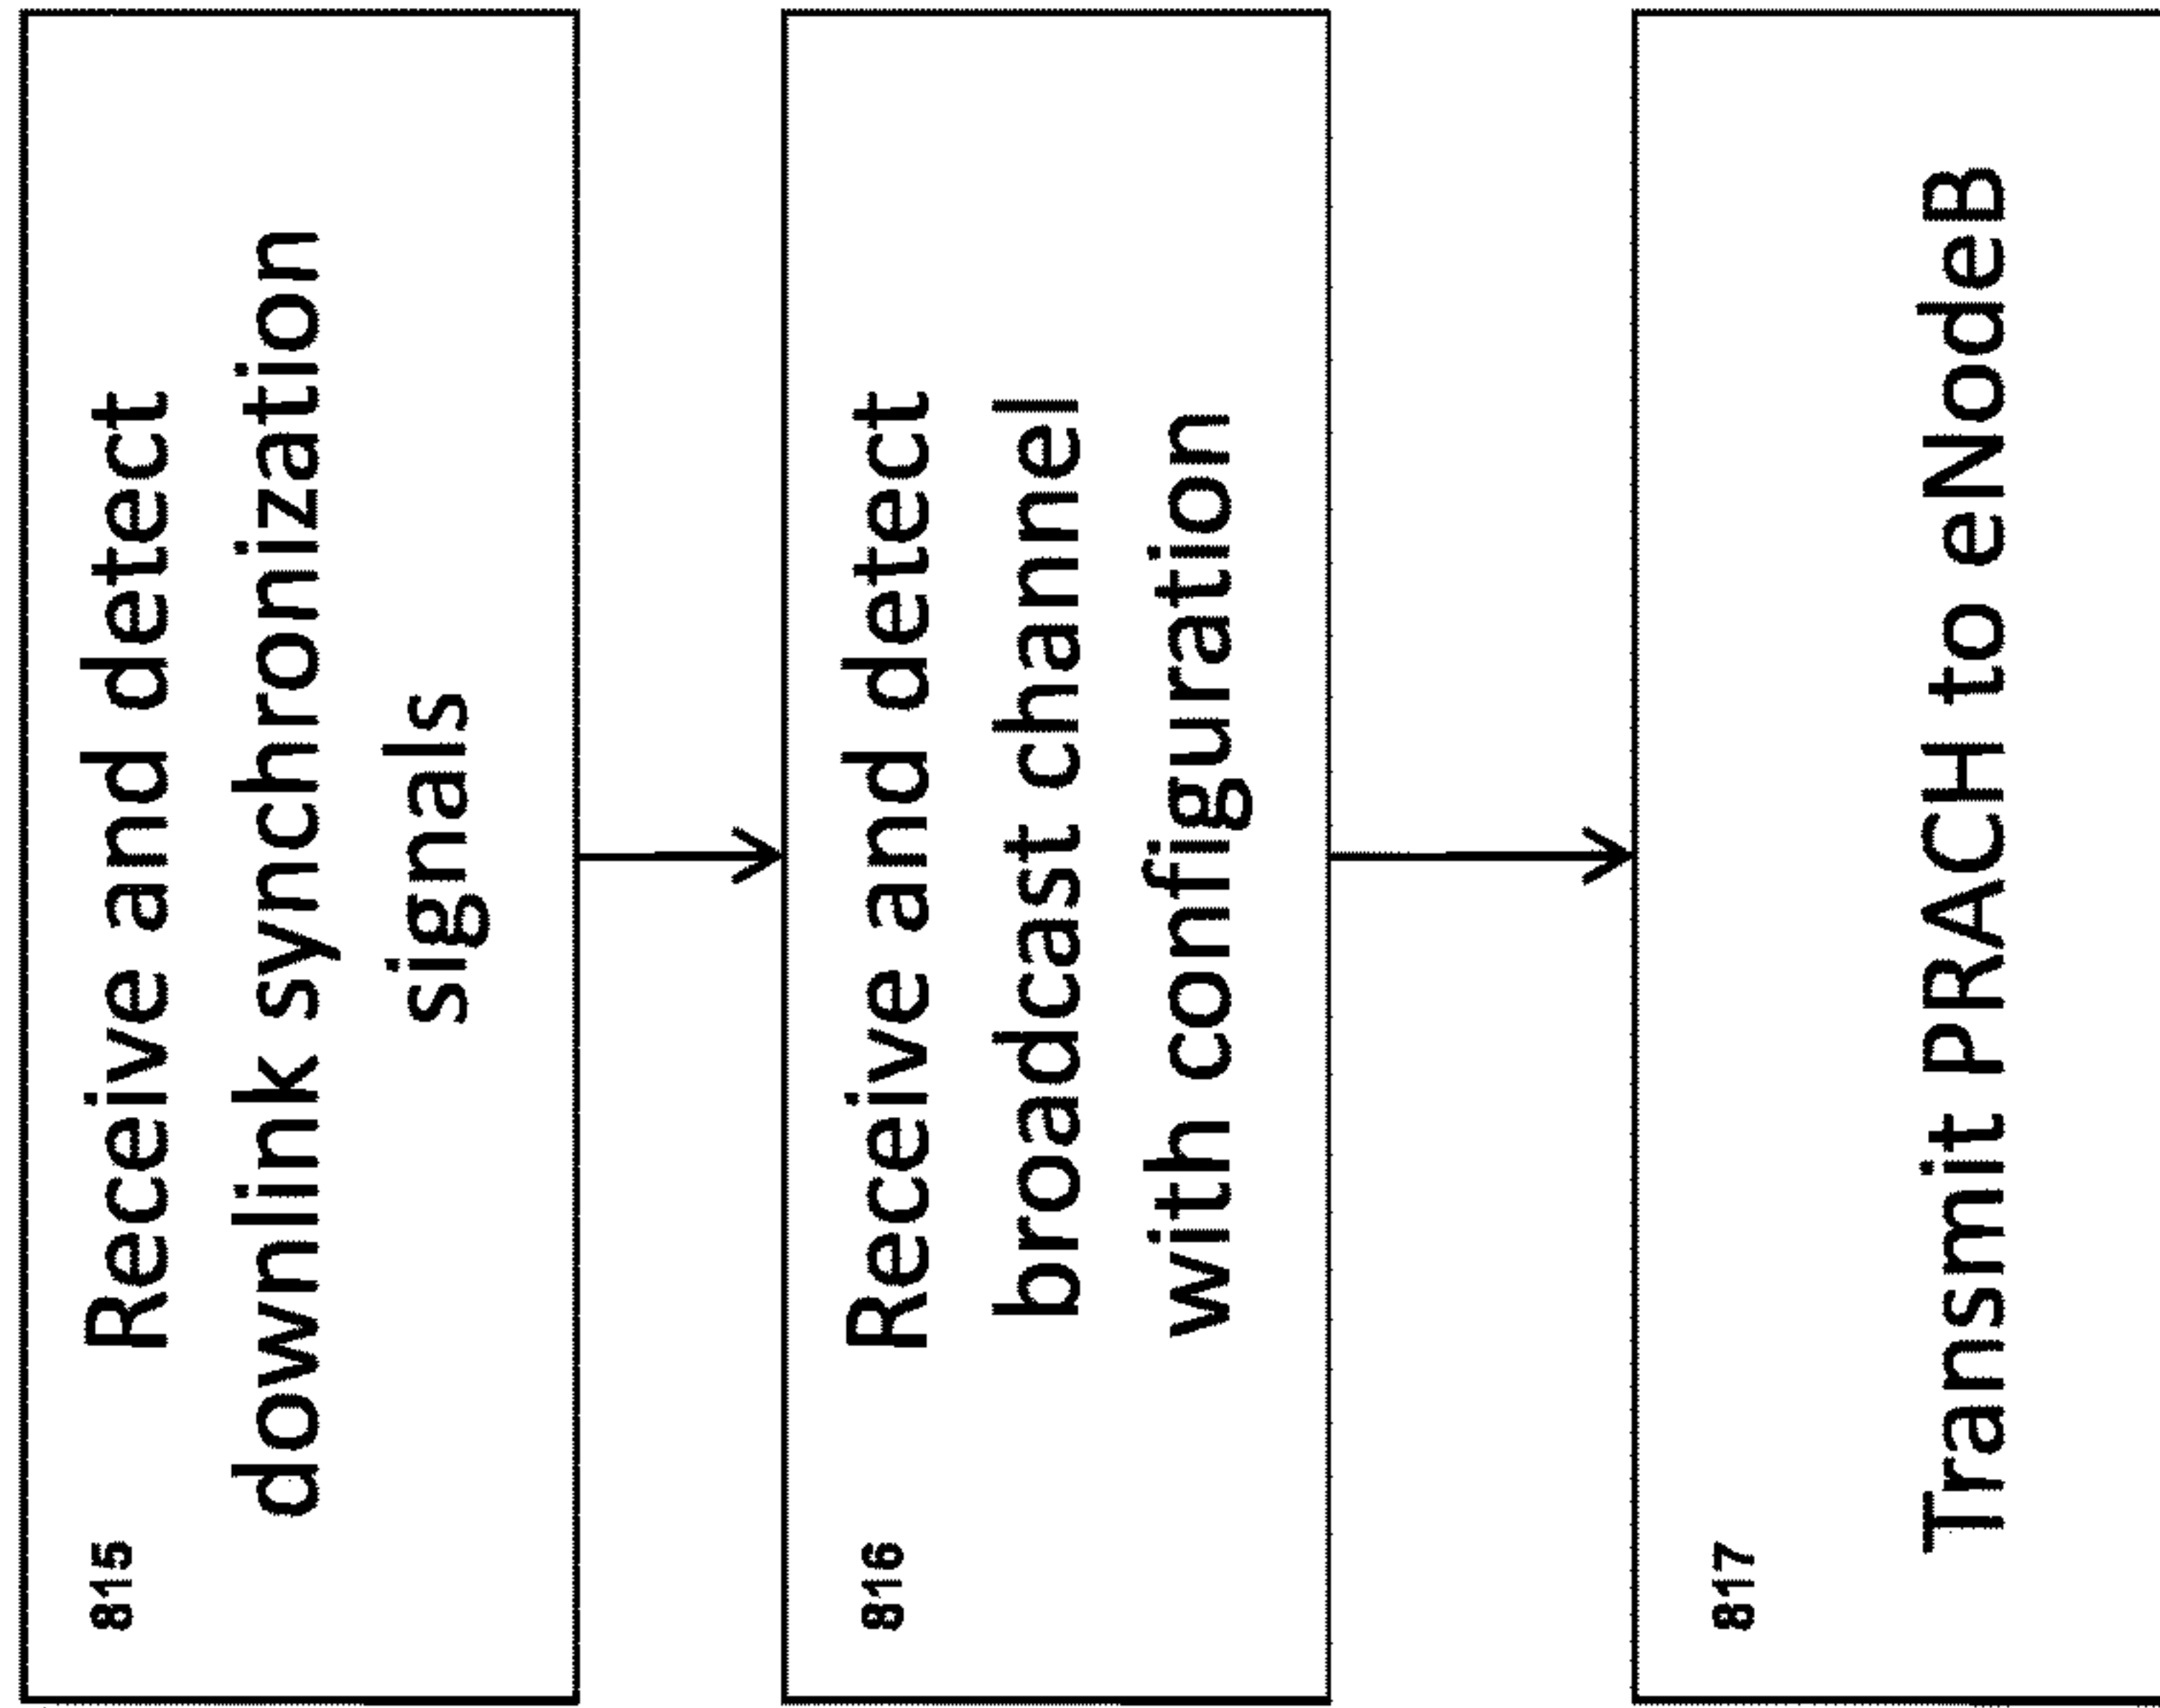 815
Receive and detect
downlink synchronization
signals
816
Receive and detect
broadcast channel
with configuration
817
Transmit PRACH to eNodeB